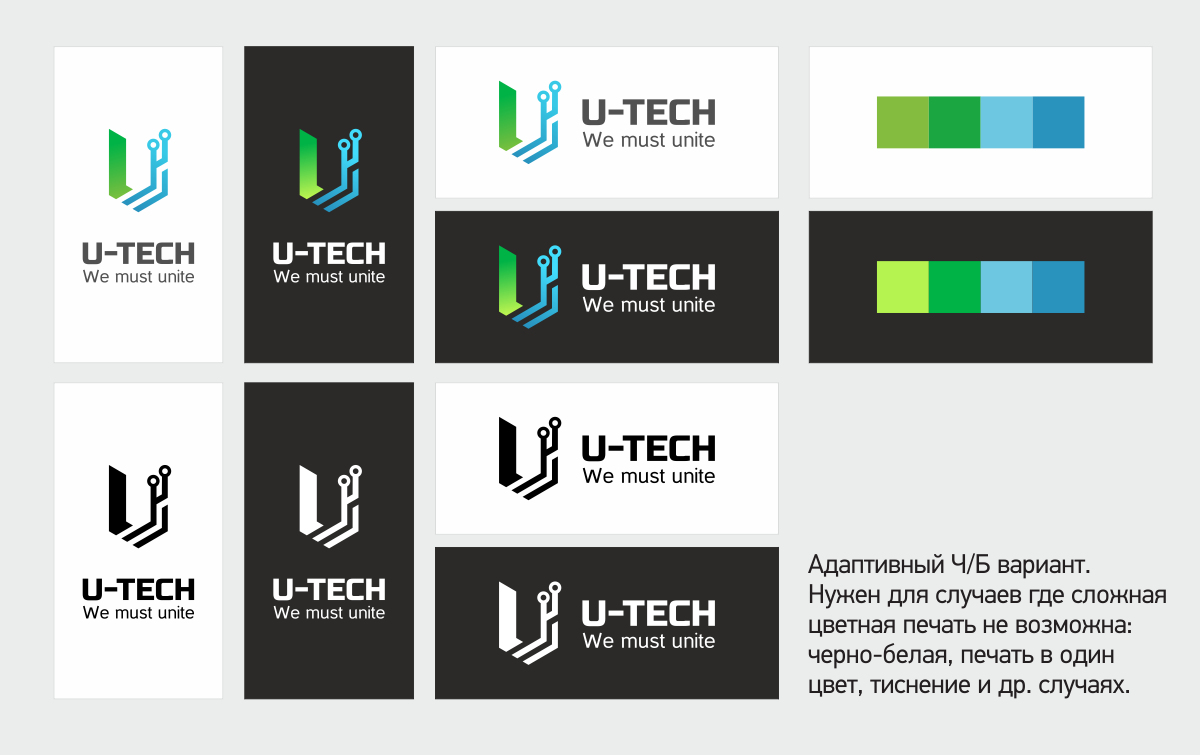 U-TECH
We must unite
U-TECH
We must unite
U-TECH
We must unite
U-TECH
We must unite
U-TECH
We must unite
U-TECH
We must unite
U-TECH
We must unite
U-TECH
We must unite
Адаптивный Ч/Б вариант.
Нужен для случаев где сложная
цветная печать не возможна:
черно-белая, печать в один
цвет, тиснение и др. случаях.